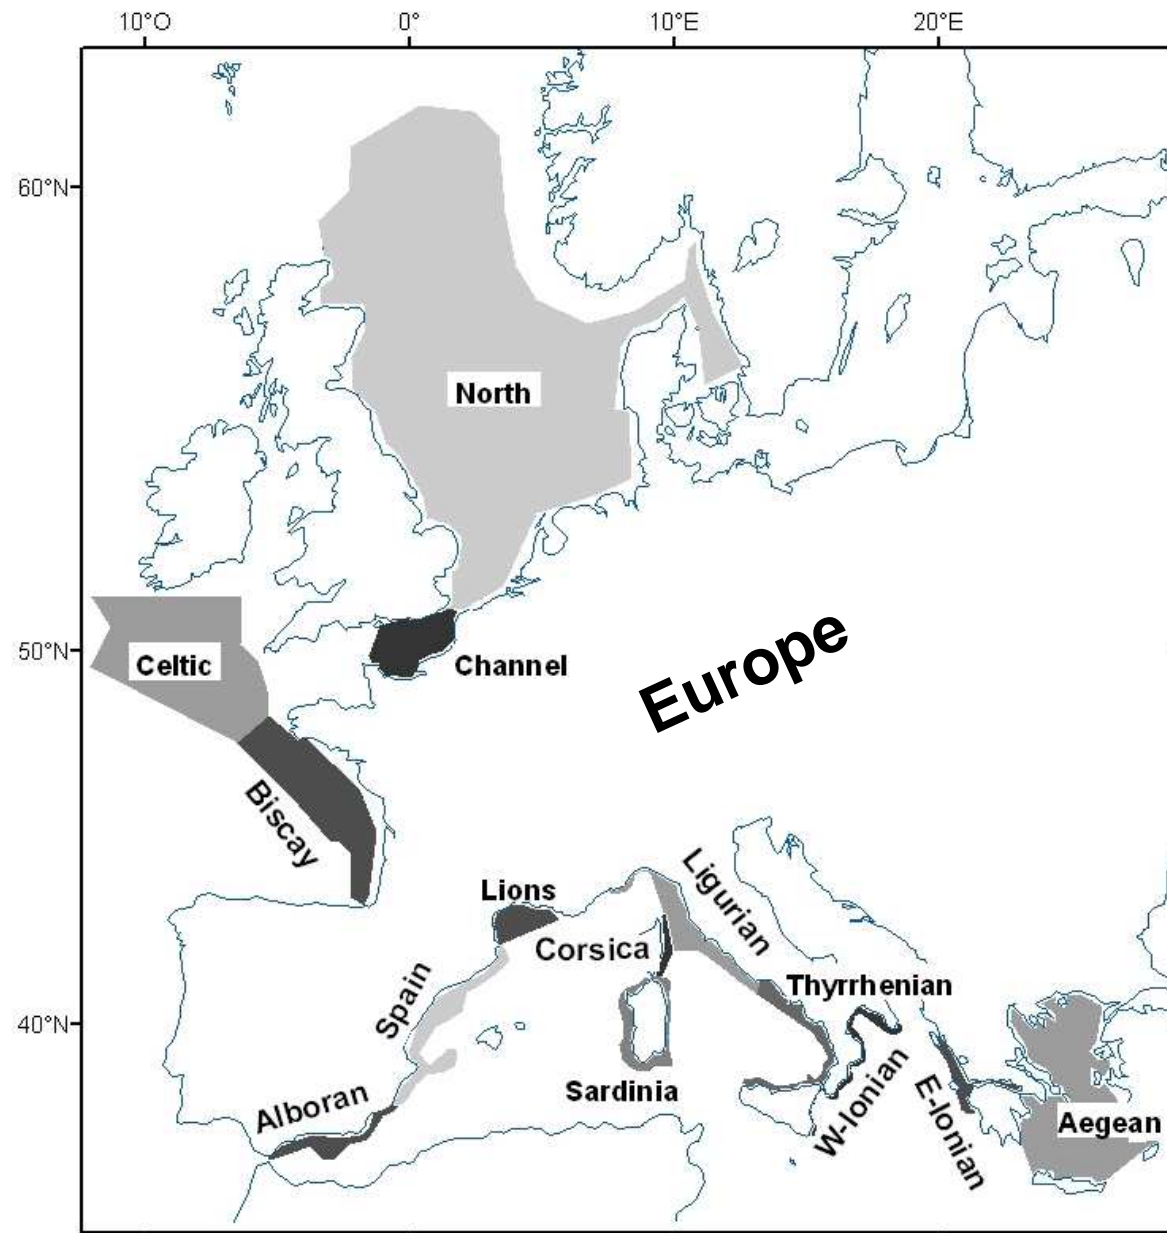 10°O
0°
10°E
20°E
60°N
North
50°N
Celtic
Channel
Europe
Biscay
Lions
Ligurian
Corsica
Spain
Thyrrhenian
40°N
Sardinia
Alboran
W-Ionian
E-Ionian
Aegean